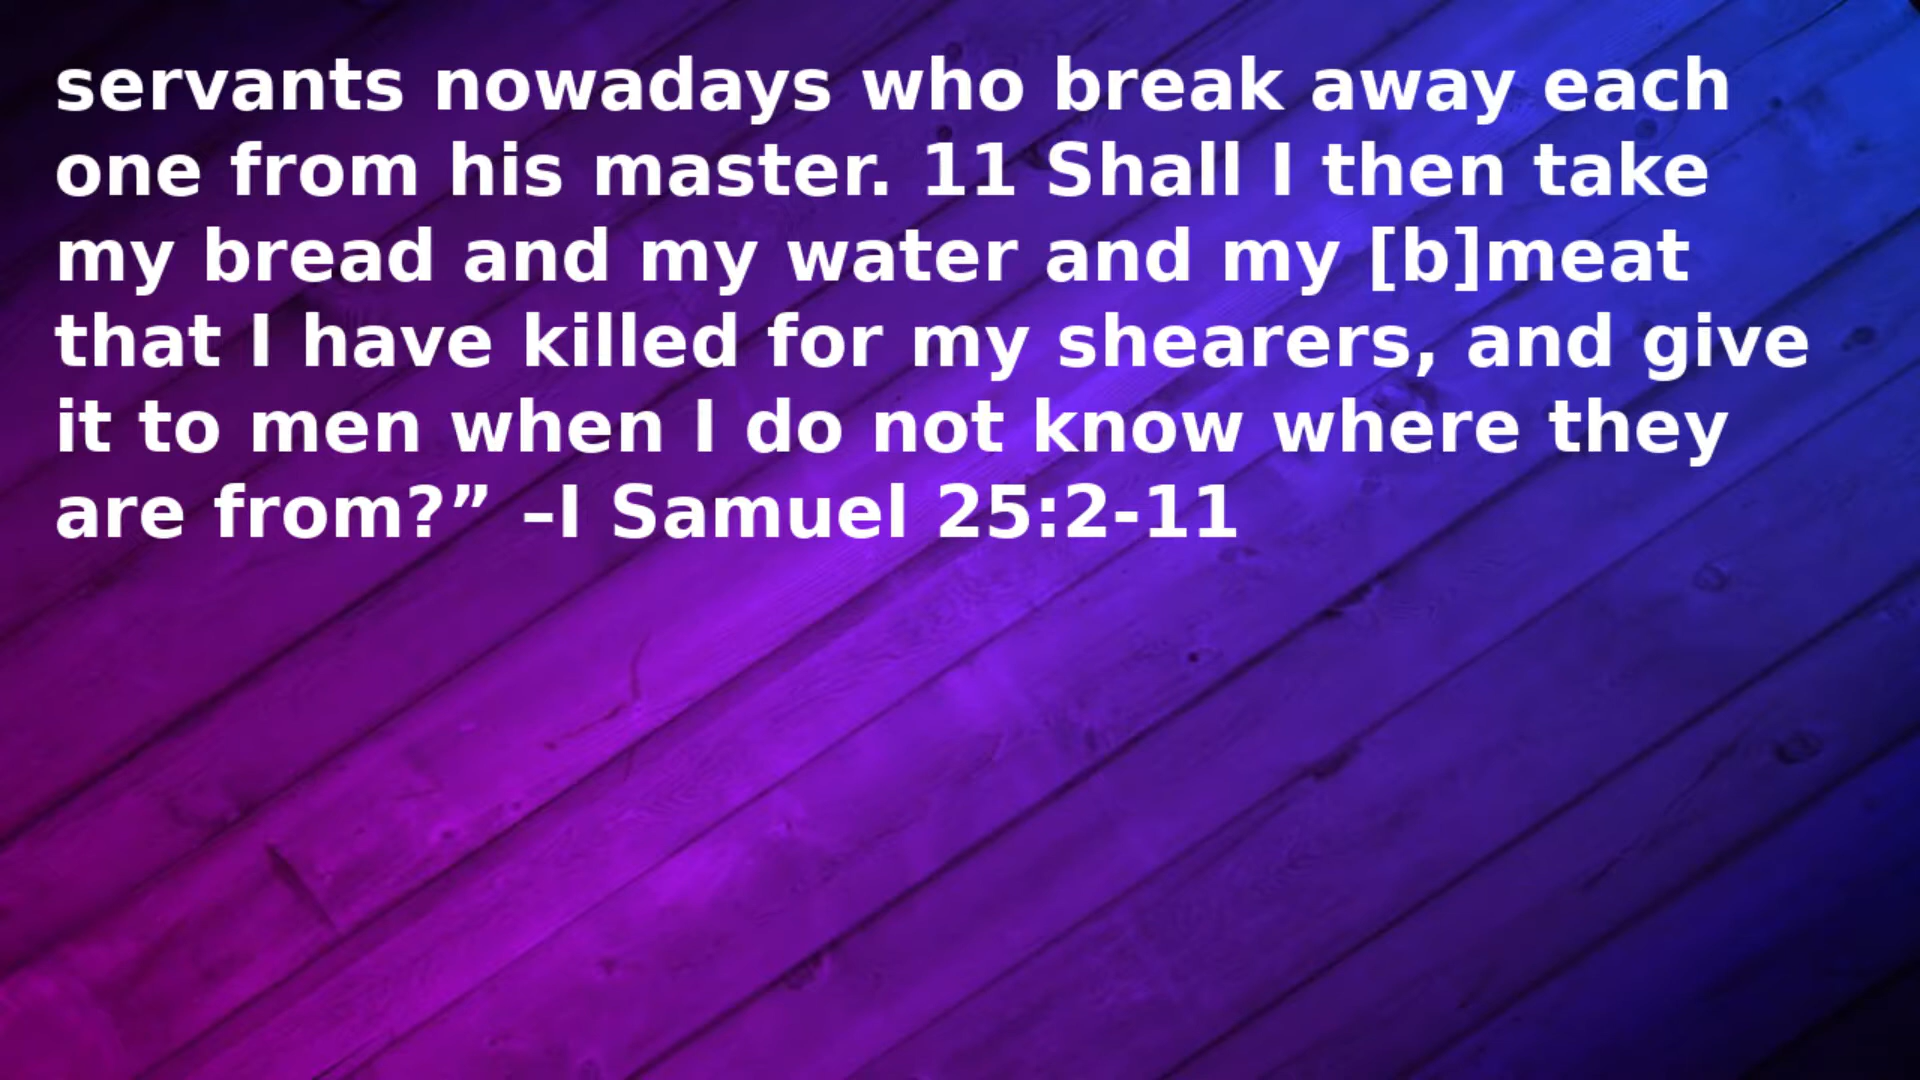 servants nowadays who break away each
one from his master. 11 Shall I then take
my bread and my water and my [b]meat
that I have killed for my shearers, and give
it to men when I do not know where they
are from?” –I Samuel 25:2-11